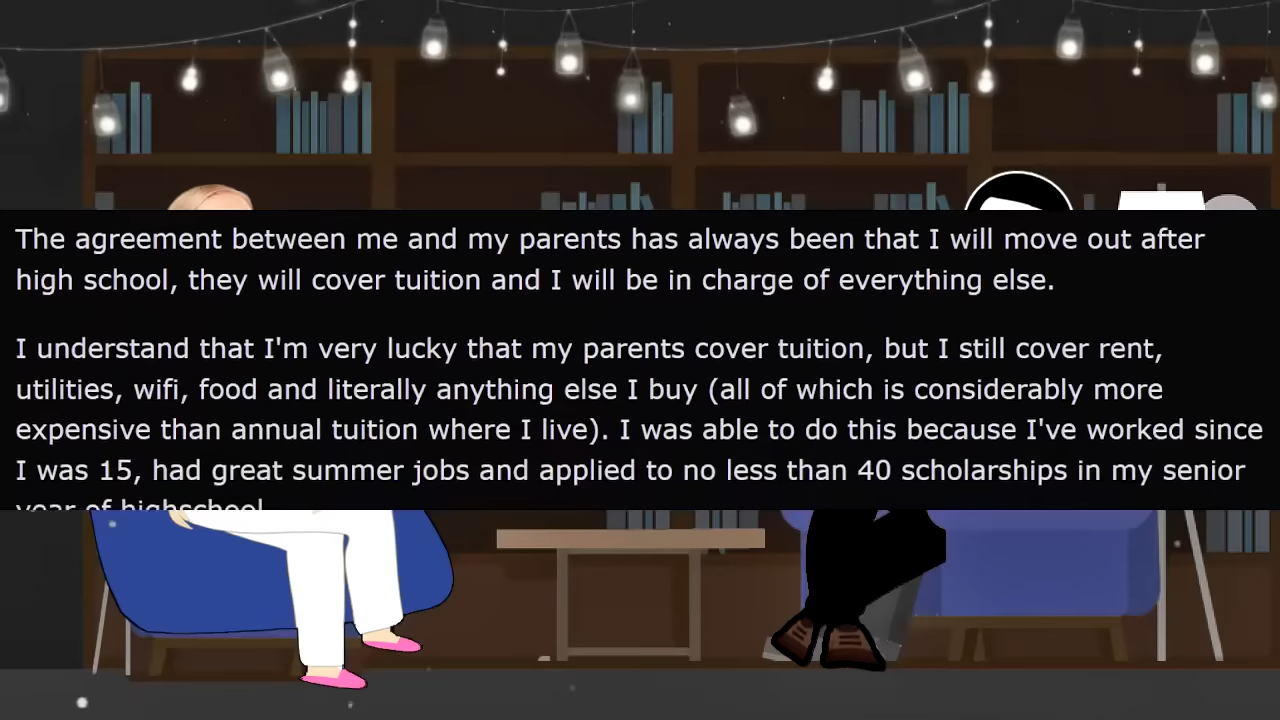 The agreement between me and my parents has always been that I will move out after
high school, they will cover tuition and I will be in charge of everything else.
I understand that I'm very lucky that my parents cover tuition, but I still cover rent,
utilities, wifi, food and literally anything else I buy (all of which is considerably more
expensive than annual tuition where I live). I was able to do this because I've worked since
I was 15, had great summer jobs and applied to no less than 40 scholarships in my senior
year of highschool